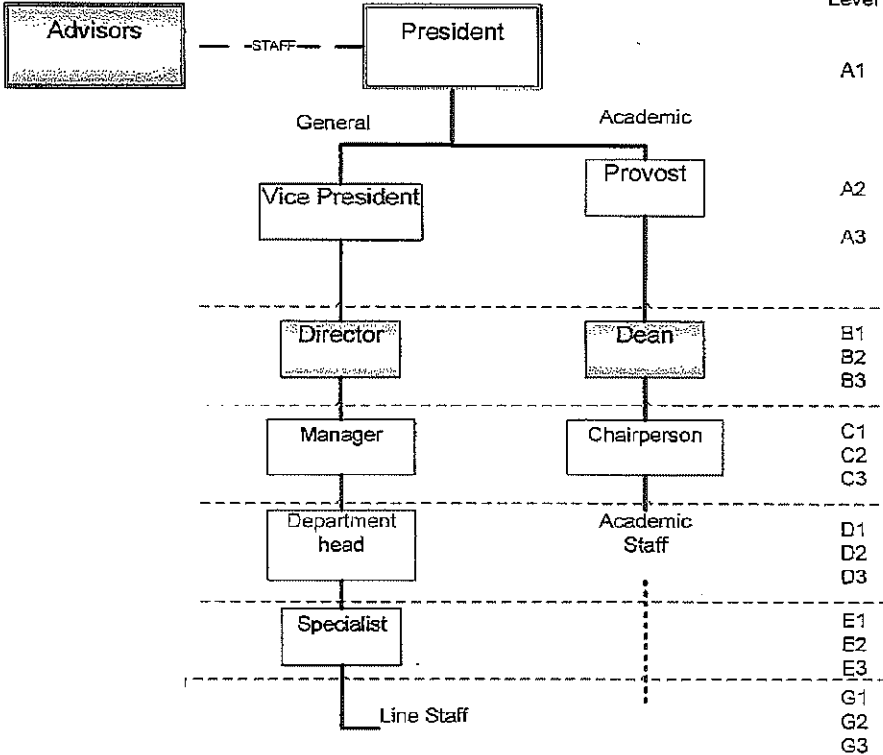 Level
Advisors
STAFF
President
A1
General
Academic
Vice President
Provost
A2
A3
Director
Dean
B1
B2
B3
Manager
Chairperson
C1
C2
C3
Department
head
Academic
Staff
D1
D2
D3
Specialist
E1
E2
E3
Line Staff
G1
G2
G3